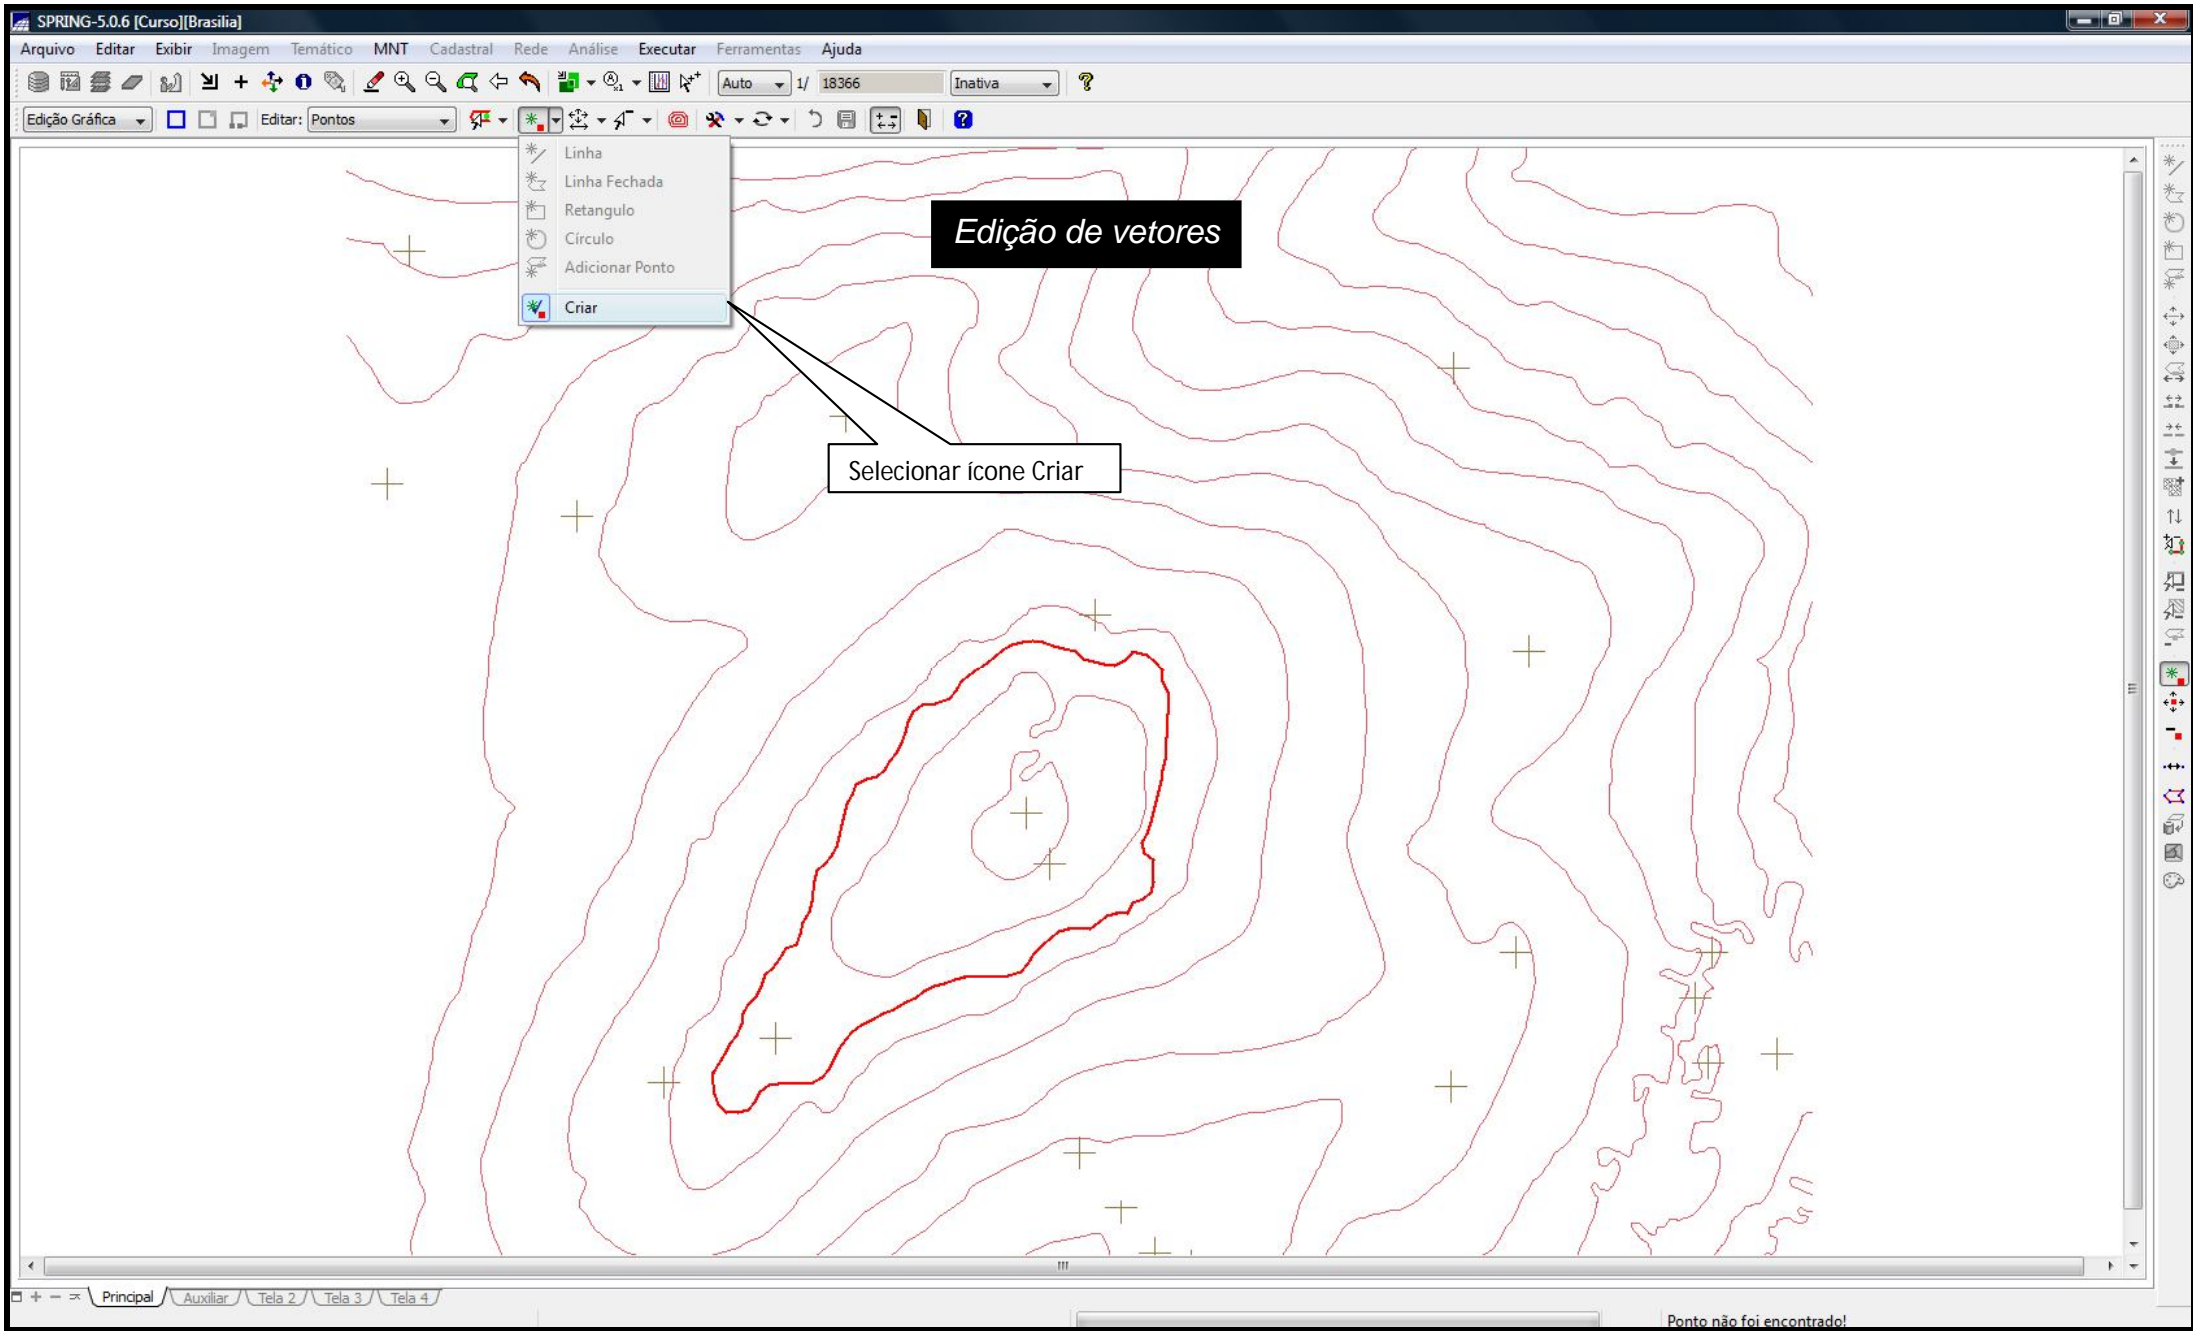 SPRING-5.0.6 [Curso][Brasilia]
Arquivo Editar Exibir Imagem Temático MNT Cadastral Rede Análise Executar Ferramentas Ajuda
Auto 1/ 18366 Inativa
Edição Gráfica Editar: Pontos
Linha
Linha Fechada
Retangulo
Círculo
Adicionar Ponto
Criar
Edição de vetores
Selecionar ícone Criar
Principal Auxiliar Tela 2 Tela 3 Tela 4
Ponto não foi encontrado!